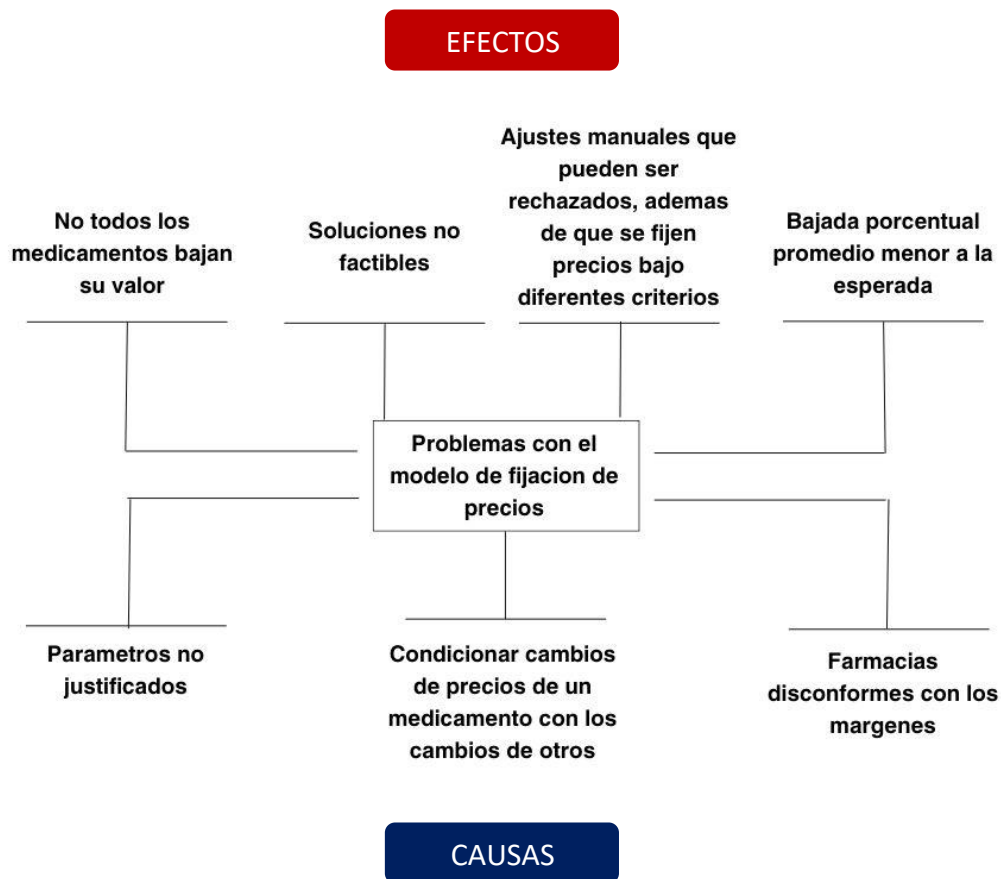 EFECTOS
No todos los
medicamentos bajan
su valor
Soluciones no
factibles
Ajustes manuales que
pueden ser
rechazados, ademas
de que se fijen
precios bajo
diferentes criterios
Bajada porcentual
promedio menor a la
esperada
Problemas con el
modelo de fijacion de
precios
Parametros no
justificados
Condicionar cambios
de precios de un
medicamento con los
cambios de otros
Farmacias
disconformes con los
margenes
CAUSAS